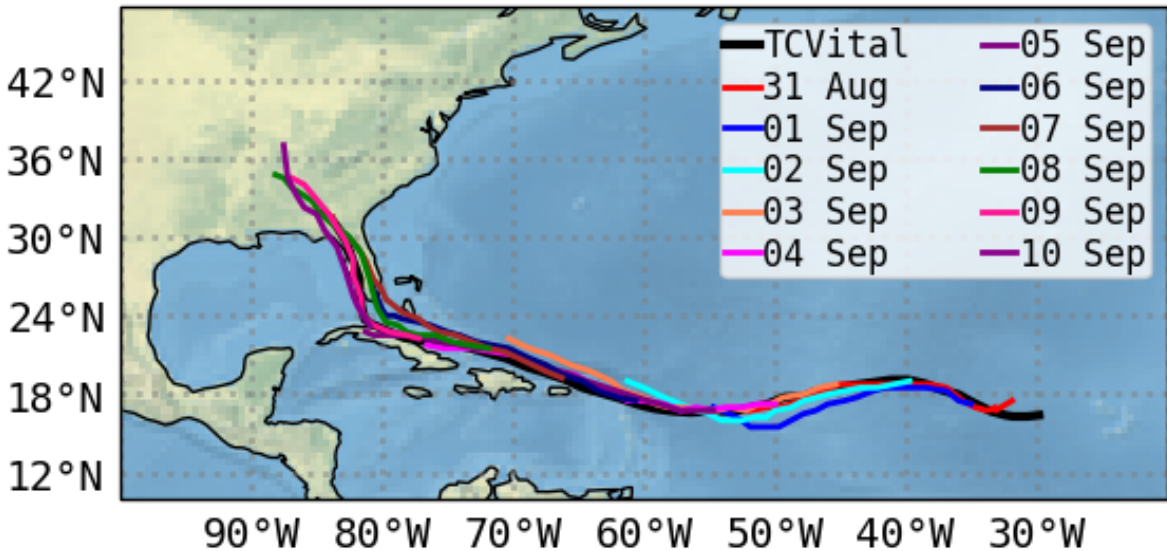 TCVital 05 Sep
31 Aug 06 Sep
01 Sep 07 Sep
02 Sep 08 Sep
03 Sep 09 Sep
04 Sep 10 Sep
42°N
36°N
30°N
24°N
18°N
12°N
90°W 80°W 70°W 60°W 50°W 40°W 30°W